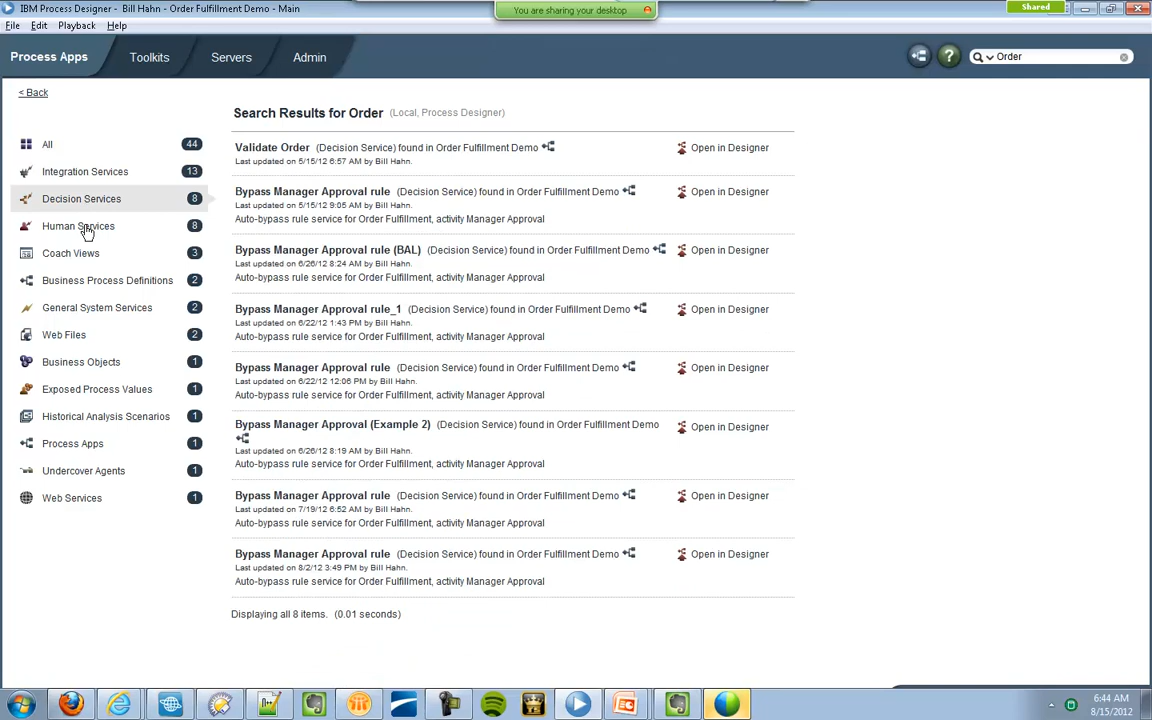 IBM Process Designer - Bill Hahn - Order Fulfillment Demo - Main
You are sharing your desktop
Shared
File Edit Playback Help
Process Apps Toolkits Servers Admin
? Order
< Back
Search Results for Order (Local, Process Designer)
All 44
Integration Services 13
Decision Services 8
Human Services 8
Coach Views 3
Business Process Definitions 2
General System Services 2
Web Files 2
Business Objects 1
Exposed Process Values 1
Historical Analysis Scenarios 1
Process Apps 1
Undercover Agents 1
Web Services 1
Validate Order (Decision Service) found in Order Fulfillment Demo Open in Designer
Last updated on 5/15/12 6:57 AM by Bill Hahn.
Bypass Manager Approval rule (Decision Service) found in Order Fulfillment Demo Open in Designer
Last updated on 5/15/12 9:05 AM by Bill Hahn.
Auto-bypass rule service for Order Fulfillment, activity Manager Approval
Bypass Manager Approval rule (BAL) (Decision Service) found in Order Fulfillment Demo Open in Designer
Last updated on 6/26/12 8:24 AM by Bill Hahn.
Auto-bypass rule service for Order Fulfillment, activity Manager Approval
Bypass Manager Approval rule_1 (Decision Service) found in Order Fulfillment Demo Open in Designer
Last updated on 6/22/12 1:43 PM by Bill Hahn.
Auto-bypass rule service for Order Fulfillment, activity Manager Approval
Bypass Manager Approval rule (Decision Service) found in Order Fulfillment Demo Open in Designer
Last updated on 6/22/12 12:06 PM by Bill Hahn.
Auto-bypass rule service for Order Fulfillment, activity Manager Approval
Bypass Manager Approval (Example 2) (Decision Service) found in Order Fulfillment Demo Open in Designer
Last updated on 6/26/12 8:19 AM by Bill Hahn.
Auto-bypass rule service for Order Fulfillment, activity Manager Approval
Bypass Manager Approval rule (Decision Service) found in Order Fulfillment Demo Open in Designer
Last updated on 7/19/12 6:52 AM by Bill Hahn.
Auto-bypass rule service for Order Fulfillment, activity Manager Approval
Bypass Manager Approval rule (Decision Service) found in Order Fulfillment Demo Open in Designer
Last updated on 8/2/12 3:49 PM by Bill Hahn.
Auto-bypass rule service for Order Fulfillment, activity Manager Approval
Displaying all 8 items. (0.01 seconds)
6:44 AM
8/15/2012